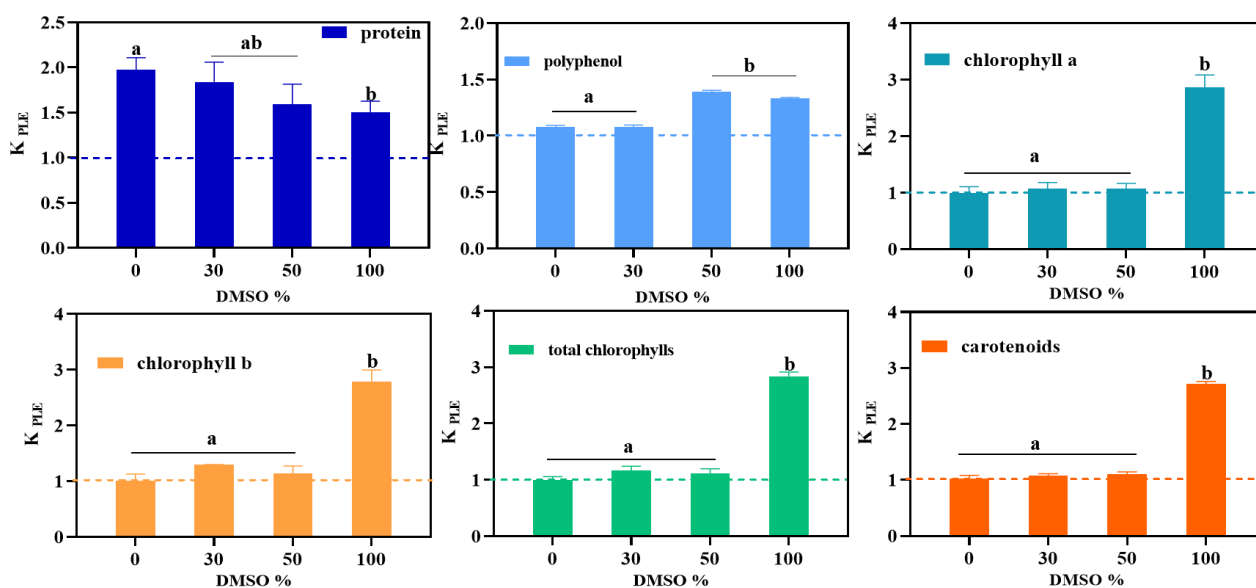 2.5
2.0
1.5
1.0
0.5
0.0
K PLE
protein
a
ab
b
0 30 50 100
DMSO %
2.0
1.5
1.0
0.5
0.0
K PLE
polyphenol
a
b
0 30 50 100
DMSO %
4
3
2
1
0
K PLE
chlorophyll a
a
b
0 30 50 100
DMSO %
4
3
2
1
0
K PLE
chlorophyll b
a
b
0 30 50 100
DMSO %
4
3
2
1
0
K PLE
total chlorophylls
a
b
0 30 50 100
DMSO %
4
3
2
1
0
K PLE
carotenoids
a
b
0 30 50 100
DMSO %